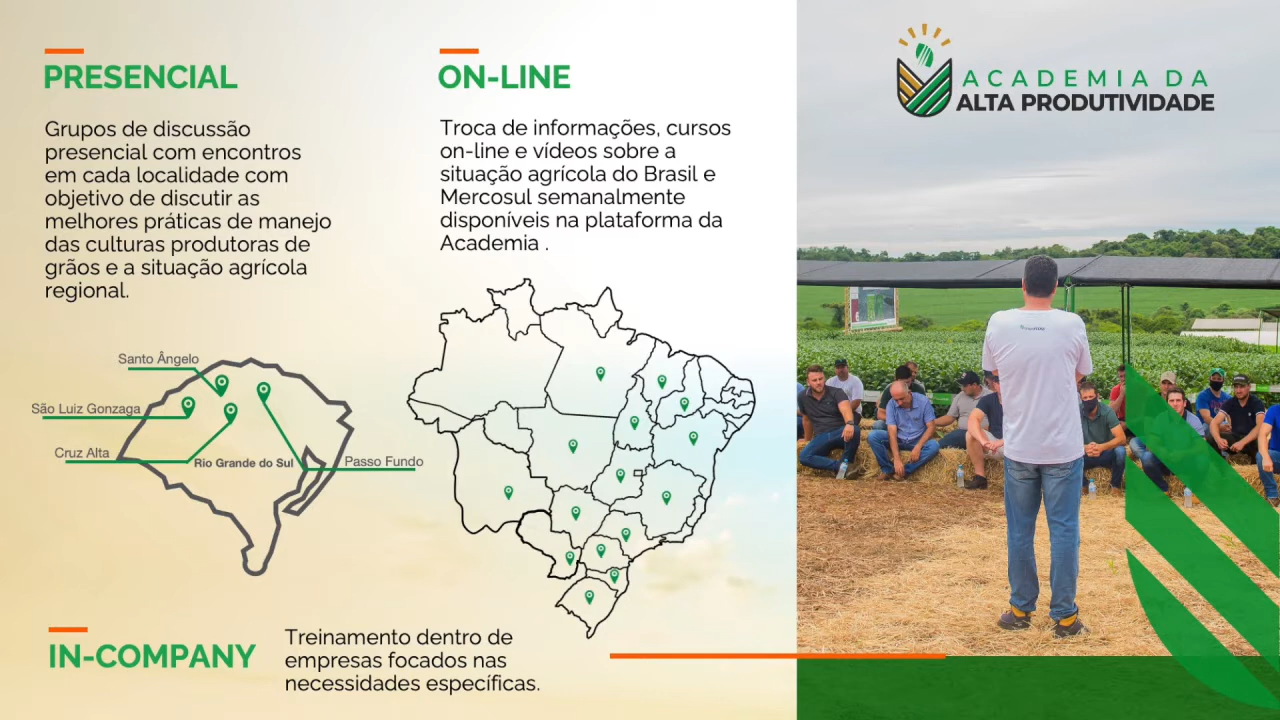 PRESENCIAL
Grupos de discussão
presencial com encontros
em cada localidade com
objetivo de discutir as
melhores práticas de manejo
das culturas produtoras de
grãos e a situação agrícola
regional.
Santo Ângelo
São Luiz Gonzaga
Cruz Alta
Rio Grande do Sul
Passo Fundo
ON-LINE
Troca de informações, cursos
on-line e vídeos sobre a
situação agrícola do Brasil e
Mercosul semanalmente
disponíveis na plataforma da
Academia .
IN-COMPANY
Treinamento dentro de
empresas focados nas
necessidades específicas.
ACADEMIA DA
ALTA PRODUTIVIDADE